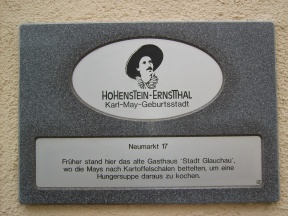 HOHENSTEIN-ERNSTTHAL
Karl-May-Geburtsstadt
Neumarkt 17
Früher stand hier das alte Gasthaus 'Stadt Glauchau',
wo die Mays nach Kartoffelschalen bettelten, um eine
Hungersuppe daraus zu kochen.